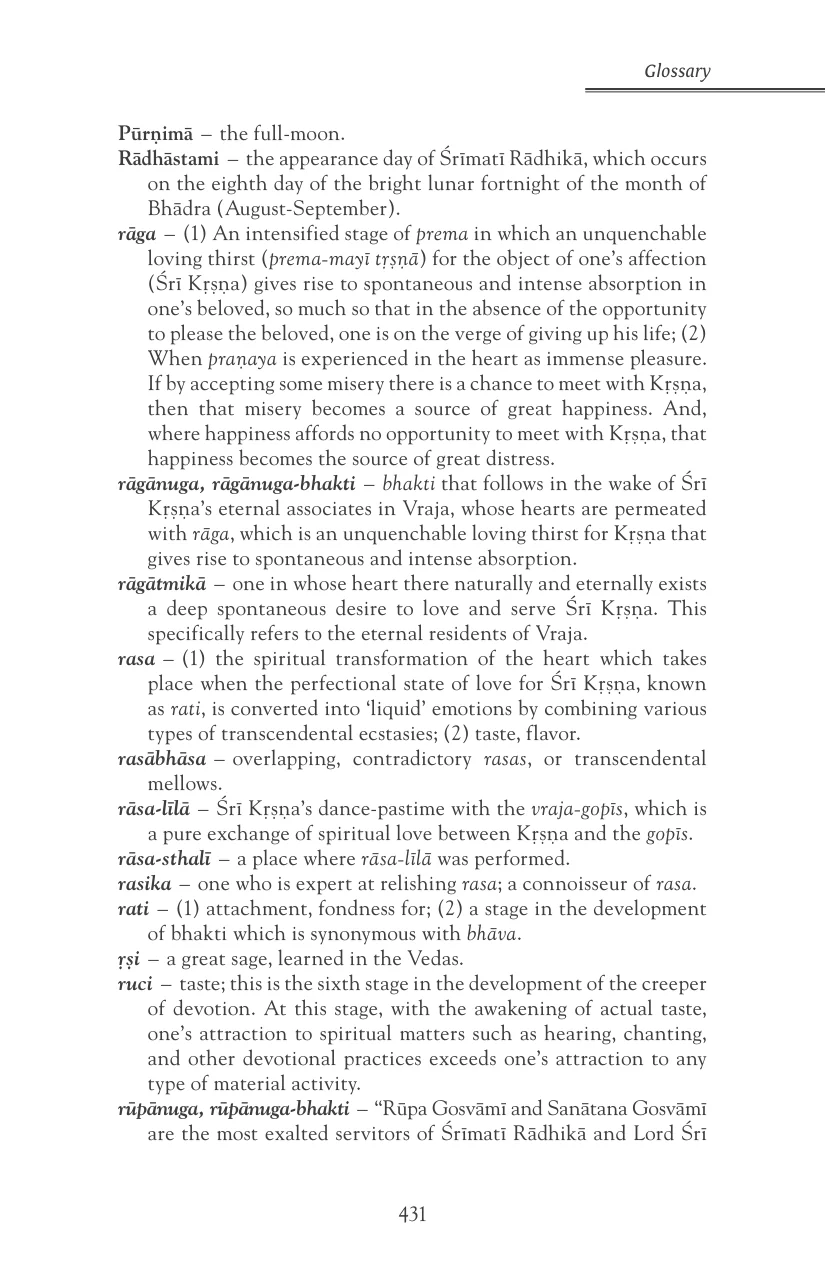 Glossary
Pūrṇimā – the full-moon.
Rādhāstami – the appearance day of Śrīmatī Rādhikā, which occurs
on the eighth day of the bright lunar fortnight of the month of
Bhādra (August-September).
rāga – (1) An intensified stage of prema in which an unquenchable
loving thirst (prema-mayī tṛṣṇā) for the object of one’s affection
(Śrī Kṛṣṇa) gives rise to spontaneous and intense absorption in
one’s beloved, so much so that in the absence of the opportunity
to please the beloved, one is on the verge of giving up his life; (2)
When praṇaya is experienced in the heart as immense pleasure.
If by accepting some misery there is a chance to meet with Kṛṣṇa,
then that misery becomes a source of great happiness. And,
where happiness affords no opportunity to meet with Kṛṣṇa, that
happiness becomes the source of great distress.
rāgānuga, rāgānuga-bhakti – bhakti that follows in the wake of Śrī
Kṛṣṇa’s eternal associates in Vraja, whose hearts are permeated
with rāga, which is an unquenchable loving thirst for Kṛṣṇa that
gives rise to spontaneous and intense absorption.
rāgātmikā – one in whose heart there naturally and eternally exists
a deep spontaneous desire to love and serve Śrī Kṛṣṇa. This
specifically refers to the eternal residents of Vraja.
rasa – (1) the spiritual transformation of the heart which takes
place when the perfectional state of love for Śrī Kṛṣṇa, known
as rati, is converted into ‘liquid’ emotions by combining various
types of transcendental ecstasies; (2) taste, flavor.
rasābhāsa – overlapping, contradictory rasas, or transcendental
mellows.
rāsa-līlā – Śrī Kṛṣṇa’s dance-pastime with the vraja-gopīs, which is
a pure exchange of spiritual love between Kṛṣṇa and the gopīs.
rāsa-sthalī – a place where rāsa-līlā was performed.
rasika – one who is expert at relishing rasa; a connoisseur of rasa.
rati – (1) attachment, fondness for; (2) a stage in the development
of bhakti which is synonymous with bhāva.
ṛṣi – a great sage, learned in the Vedas.
ruci – taste; this is the sixth stage in the development of the creeper
of devotion. At this stage, with the awakening of actual taste,
one’s attraction to spiritual matters such as hearing, chanting,
and other devotional practices exceeds one’s attraction to any
type of material activity.
rūpānuga, rūpānuga-bhakti – “Rūpa Gosvāmī and Sanātana Gosvāmī
are the most exalted servitors of Śrīmatī Rādhikā and Lord Śrī
431